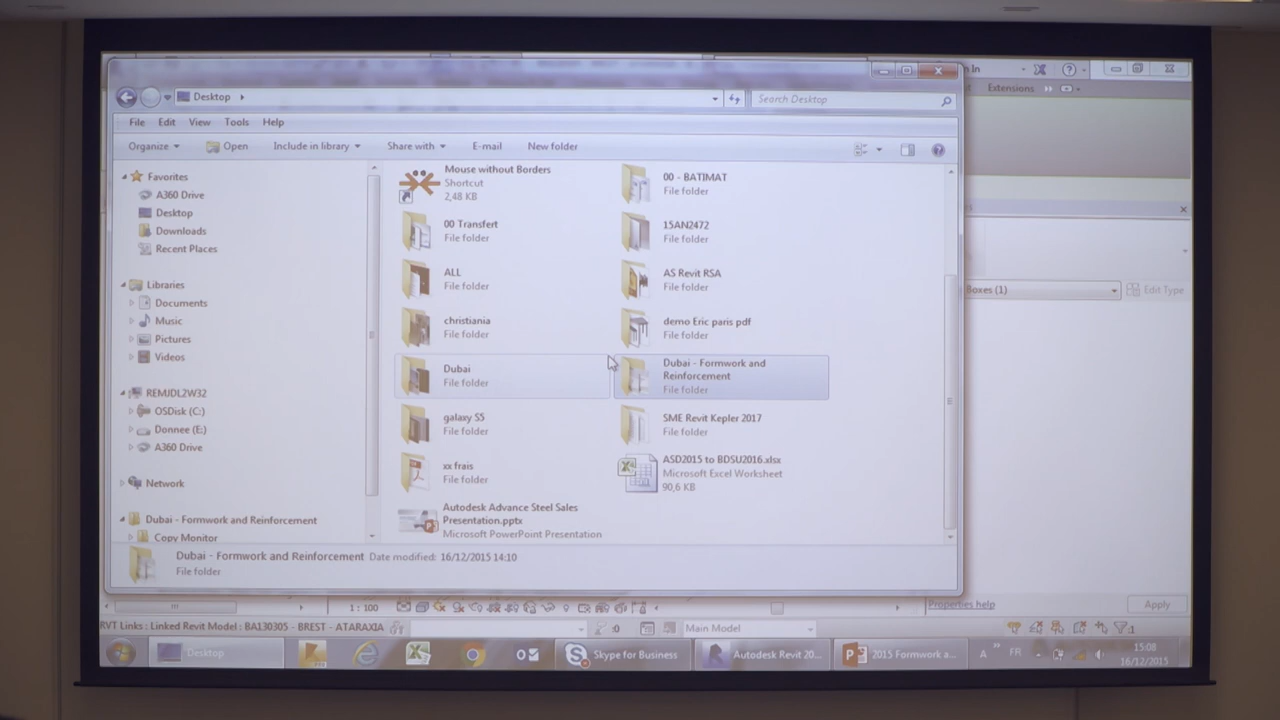 Desktop
Search Desktop
Extensions
File Edit View Tools Help
Organize Open Include in library Share with E-mail New folder
Favorites
A360 Drive
Desktop
Downloads
Recent Places
Libraries
Documents
Music
Pictures
Videos
REMJDL2W32
OSDisk (C:)
Donnee (E:)
A360 Drive
Network
Dubai - Formwork and Reinforcement
Copy Monitor
Mouse without Borders
Shortcut
2,48 KB
00 - BATIMAT
File folder
00 Transfert
File folder
15AN2472
File folder
ALL
File folder
AS Revit RSA
File folder
christiania
File folder
demo Eric paris pdf
File folder
Dubai
File folder
Dubai - Formwork and
Reinforcement
File folder
galaxy S5
File folder
SME Revit Kepler 2017
File folder
xx frais
File folder
ASD2015 to BDSU2016.xlsx
Microsoft Excel Worksheet
90,6 KB
Autodesk Advance Steel Sales
Presentation.pptx
Microsoft PowerPoint Presentation
Boxes (1)
Edit Type
Dubai - Formwork and Reinforcement Date modified: 16/12/2015 14:10
File folder
1 : 100
Properties help
Apply
RVT Links : Linked Revit Model : BA130305 - BREST - ATARAXIA
:0
Main Model
:1
Desktop
Skype for Business
Autodesk Revit 20...
2015 Formwork a...
A
FR
15:08
16/12/2015